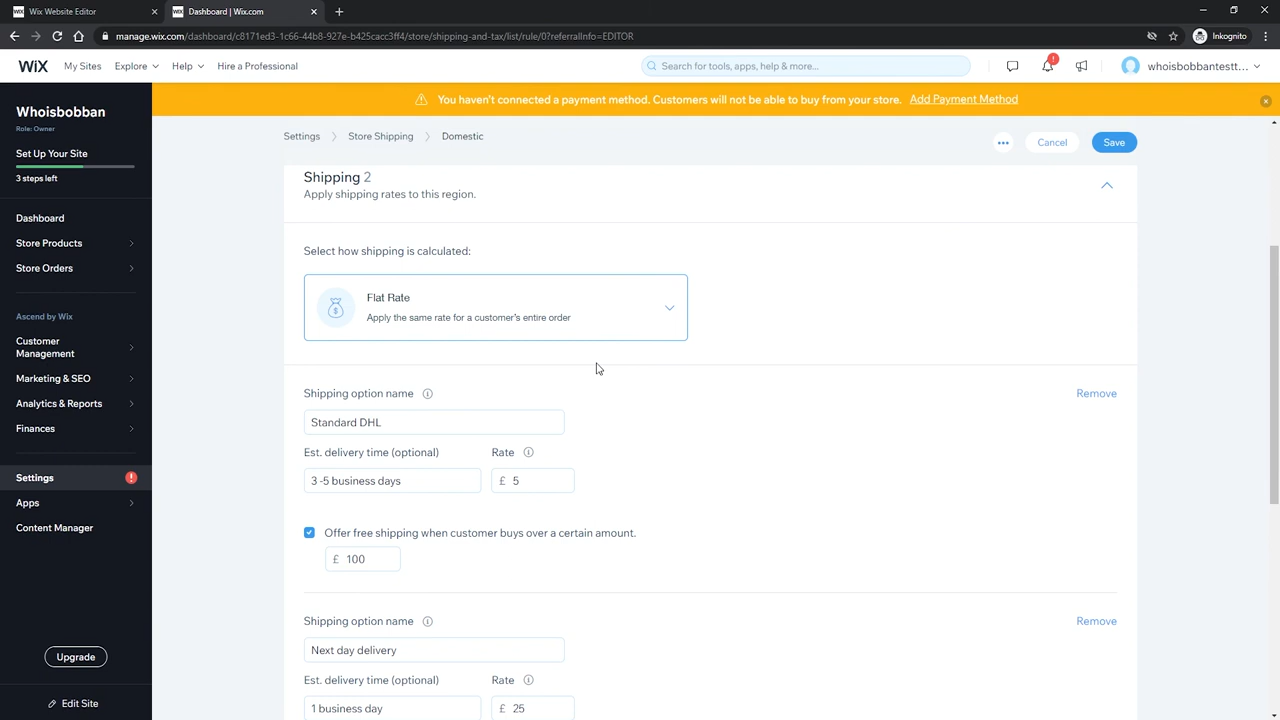 Wix Website Editor
Dashboard | Wix.com
manage.wix.com/dashboard/c8171ed3-1c66-44b8-927e-b425cacc3ff4/store/shipping-and-tax/list/rule/0?referralInfo=EDITOR
Inkognito
WiX
My Sites
Explore
Help
Hire a Professional
Search for tools, apps, help & more...
whoisbobbantestt...
You haven't connected a payment method. Customers will not be able to buy from your store. Add Payment Method
Whoisbobban
Role: Owner
Set Up Your Site
3 steps left
Dashboard
Store Products
Store Orders
Ascend by Wix
Customer
Management
Marketing & SEO
Analytics & Reports
Finances
Settings
Apps
Content Manager
Upgrade
Edit Site
Settings
Store Shipping
Domestic
Cancel
Save
Shipping 2
Apply shipping rates to this region.
Select how shipping is calculated:
Flat Rate
Apply the same rate for a customer's entire order
Shipping option name
Remove
Standard DHL
Est. delivery time (optional)
Rate
3 -5 business days
£ 5
Offer free shipping when customer buys over a certain amount.
£ 100
Shipping option name
Remove
Next day delivery
Est. delivery time (optional)
Rate
1 business day
£ 25